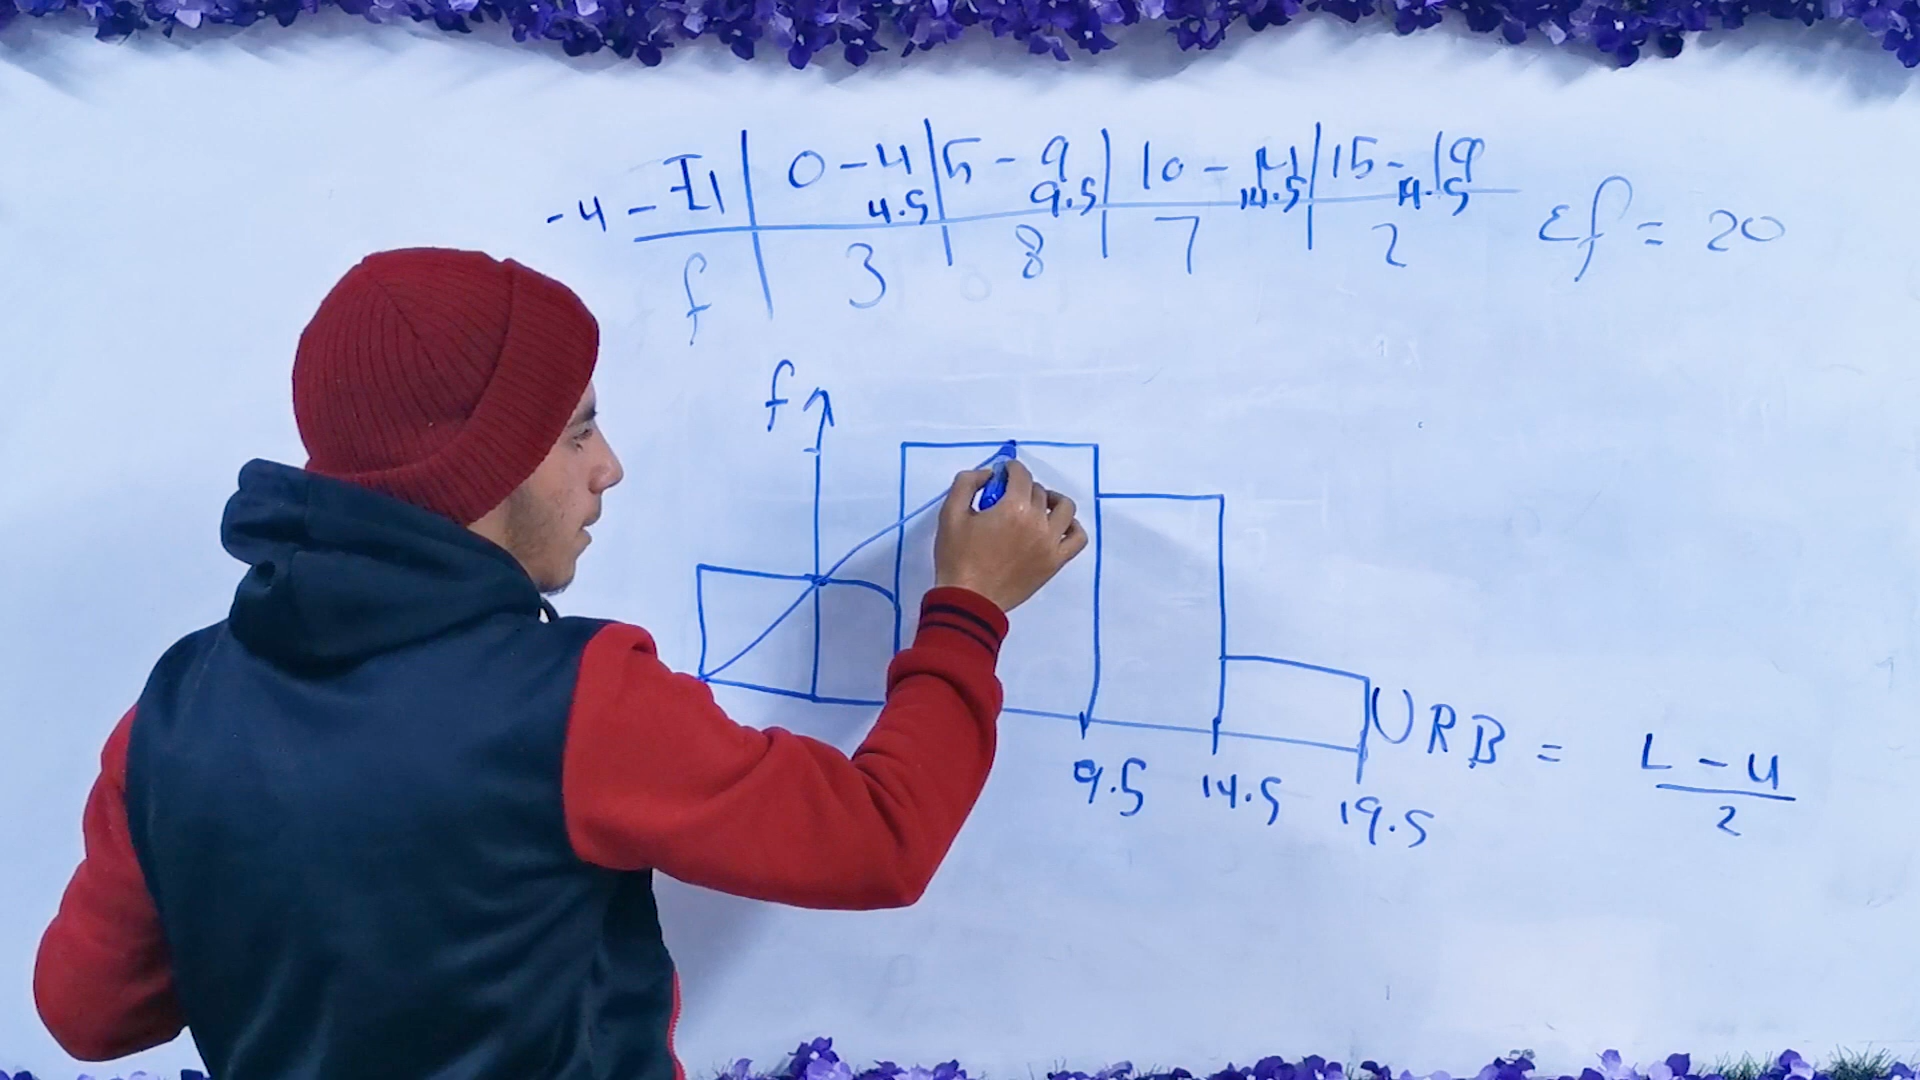 -4 - -1 | 0 - 4 | 5 - 9 | 10 - 14 | 15 - 19
4.5 9.5 14.5 19.5
f | 3 | 8 | 7 | 2 Σf = 20
f
URB = L - U / 2
9.5 14.5 19.5